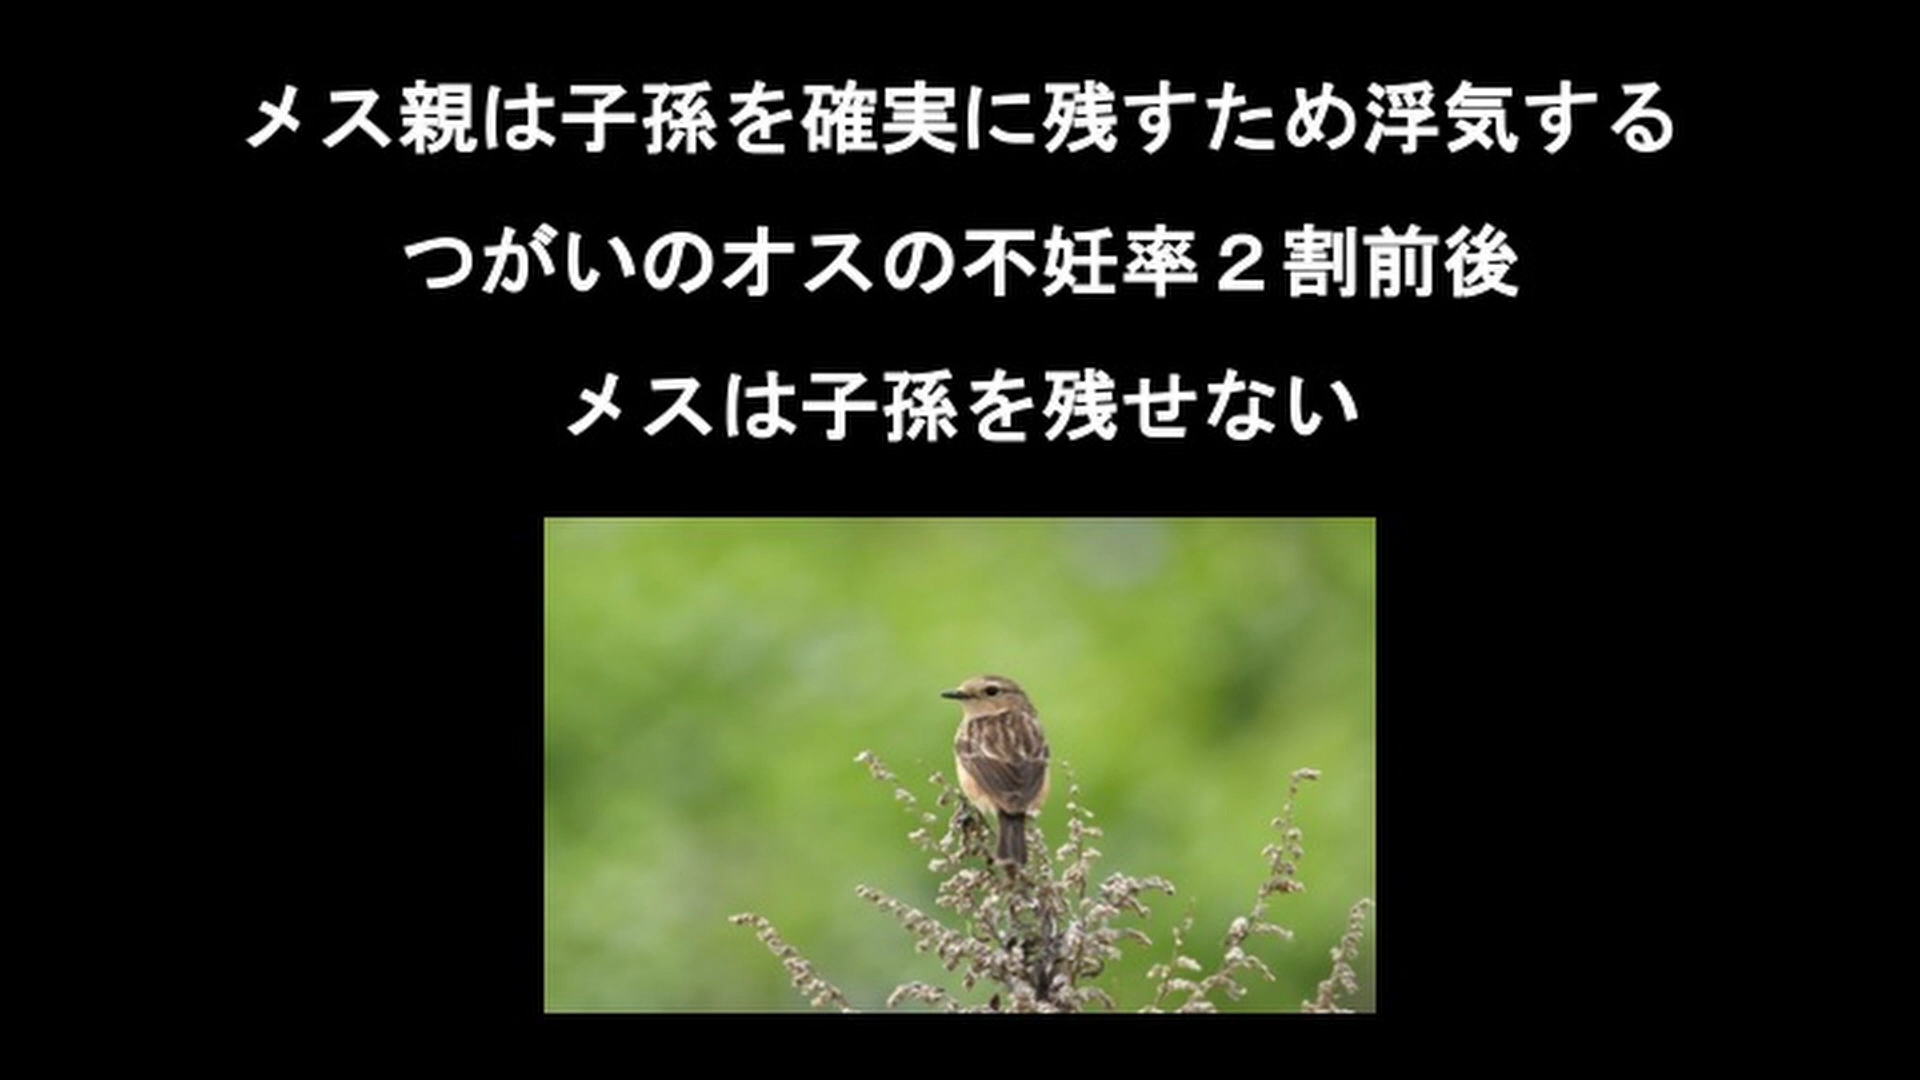 メス親は子孫を確実に残すため浮気する
つがいのオスの不妊率２割前後
メスは子孫を残せない